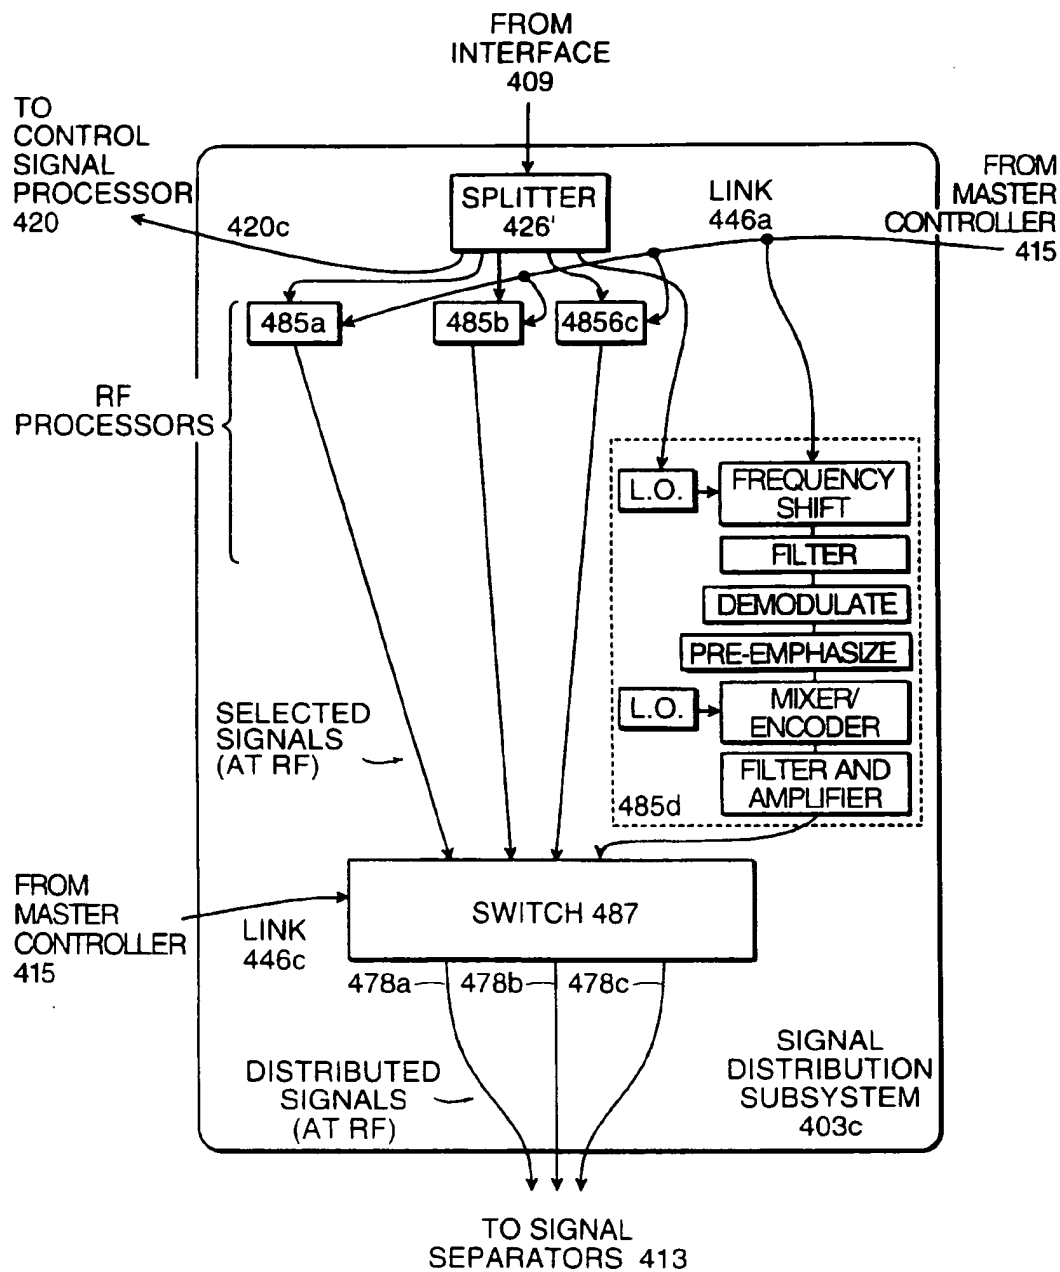 FROM
INTERFACE
409
TO
CONTROL
SIGNAL
PROCESSOR
420
420c
SPLITTER
426'
LINK
446a
FROM
MASTER
CONTROLLER
415
485a
485b
4856c
RF
PROCESSORS
L.O.
FREQUENCY
SHIFT
FILTER
DEMODULATE
PRE-EMPHASIZE
L.O.
MIXER/
ENCODER
FILTER AND
AMPLIFIER
485d
SELECTED
SIGNALS
(AT RF)
FROM
MASTER
CONTROLLER
415
LINK
446c
SWITCH 487
478a
478b
478c
DISTRIBUTED
SIGNALS
(AT RF)
SIGNAL
DISTRIBUTION
SUBSYSTEM
403c
TO SIGNAL
SEPARATORS 413